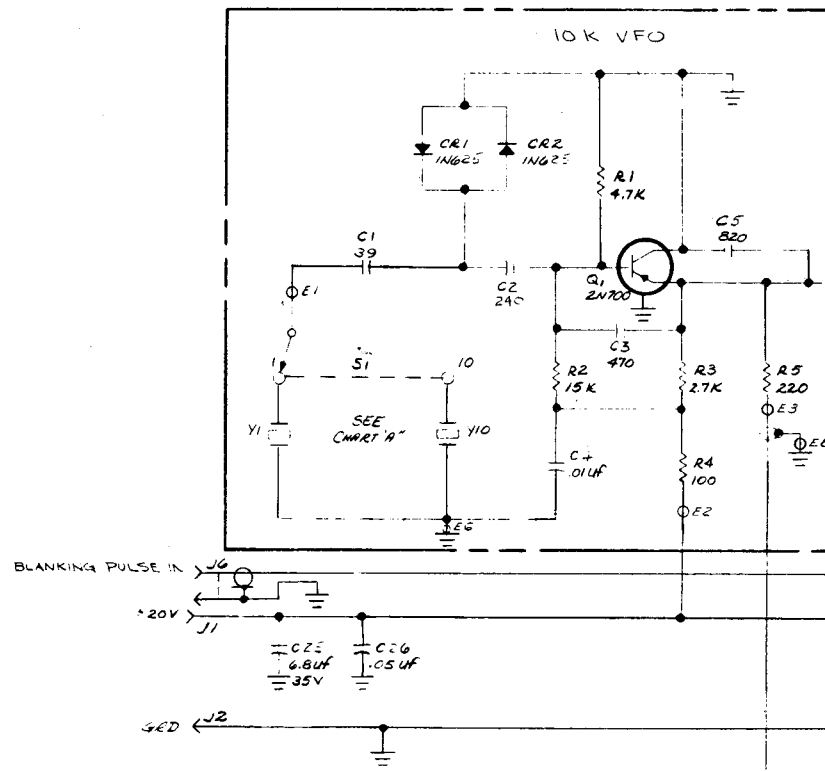 10K VFO
CR1
1N625
CR2
1N625
R1
4.7K
C5
820
C1
39
C2
240
Q1
2N700
E1
C3
470
1
S1
10
R2
15K
R3
2.7K
R5
220
E3
Y1
SEE
CHART "A"
Y10
E6
C4
.01uf
R4
100
E2
E6
BLANKING PULSE IN
J6
+20V
J1
C25
6.8uf
35V
C26
.05uf
GRD
J2